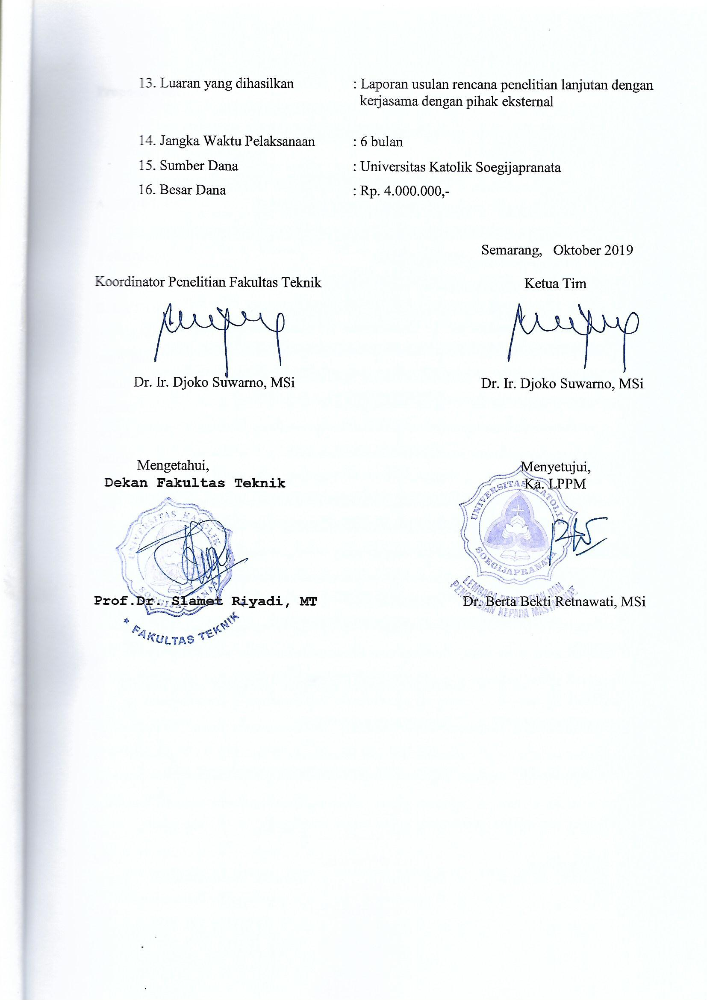 13. Luaran yang dihasilkan : Laporan usulan rencana penelitian lanjutan dengan
kerjasama dengan pihak eksternal
14. Jangka Waktu Pelaksanaan : 6 bulan
15. Sumber Dana : Universitas Katolik Soegijapranata
16. Besar Dana : Rp. 4.000.000,-
Semarang, Oktober 2019
Koordinator Penelitian Fakultas Teknik
Ketua Tim
Dr. Ir. Djoko Suwarno, MSi
Dr. Ir. Djoko Suwarno, MSi
Mengetahui,
Dekan Fakultas Teknik
UNIVERSITAS KATOLIK
SOEGIJAPRANATA
Prof.Dr. Slamet Riyadi, MT
* FAKULTAS TEKNIK
Menyetujui,
Ka. LPPM
UNIVERSITAS KATOLIK
SOEGIJAPRANATA
LEMBAGA PENELITIAN DAN
PENGABDIAN KEPADA MASYARAKAT
Dr. Berta Bekti Retnawati, MSi